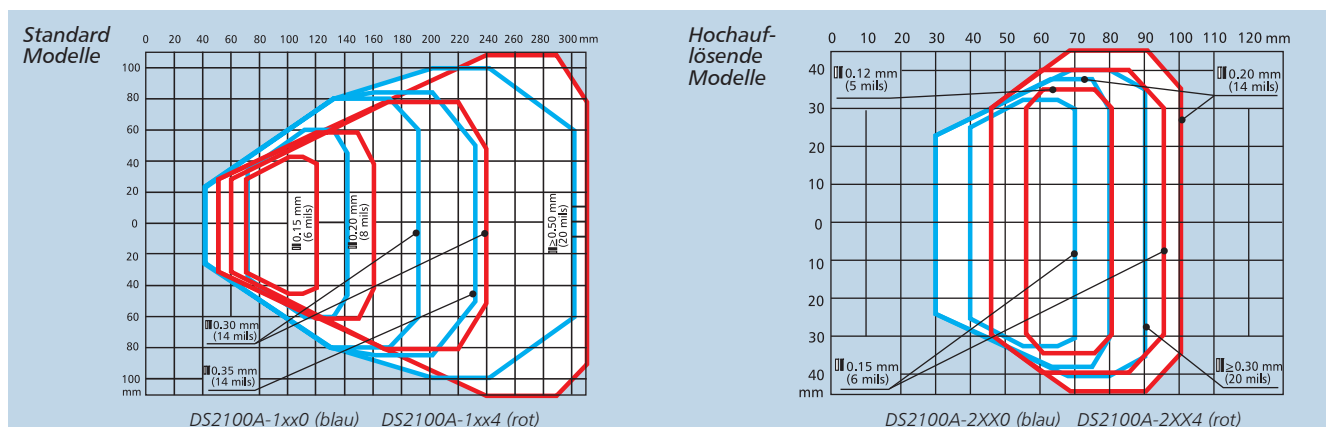 Standard
Modelle
0 20 40 60 80 100 120 140 160 180 200 220 240 260 280 300 mm
100
80
60
40
20
0
20
40
60
80
100
mm
0.15 mm
(6 mils)
0.20 mm
(8 mils)
≥0.50 mm
(20 mils)
0.30 mm
(14 mils)
0.35 mm
(14 mils)
DS2100A-1xx0 (blau) DS2100A-1xx4 (rot)
Hochauf-
lösende
Modelle
0 10 20 30 40 50 60 70 80 90 100 120 mm
40
30
20
10
0
10
20
30
40
mm
0.12 mm
(5 mils)
0.20 mm
(14 mils)
0.15 mm
(6 mils)
≥0.30 mm
(20 mils)
DS2100A-2XX0 (blau) DS2100A-2XX4 (rot)